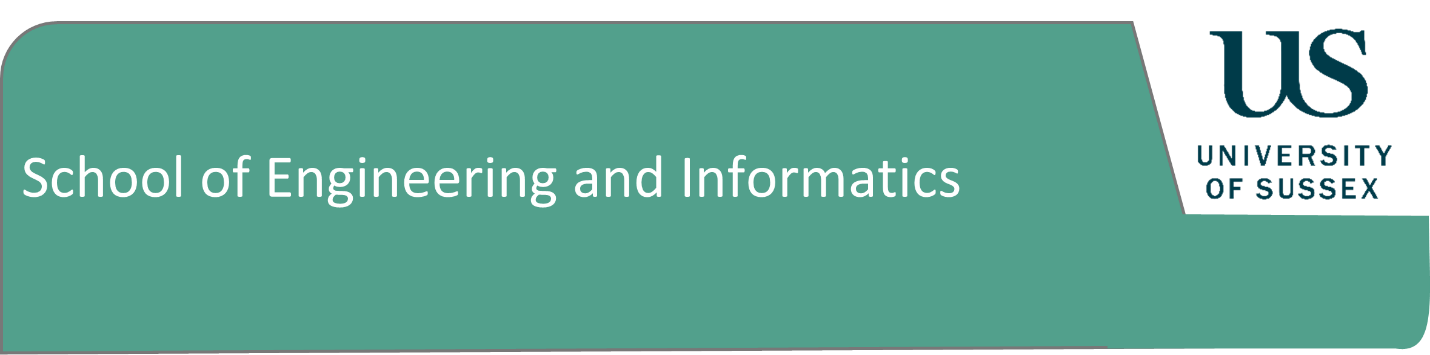 School of Engineering and Informatics
US
UNIVERSITY
OF SUSSEX